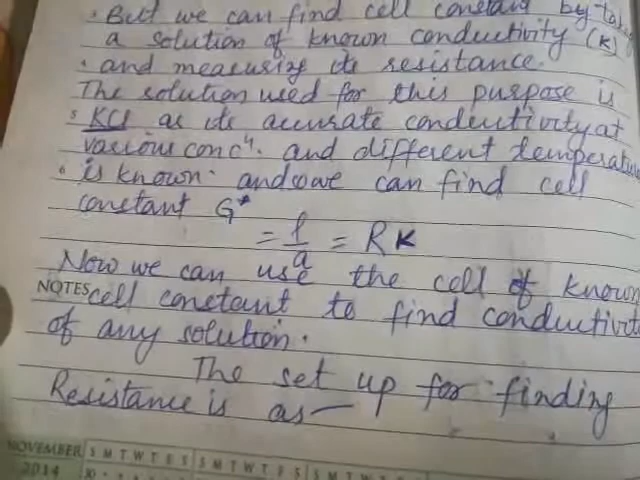 But we can find cell constant by
a solution of known conductivity (K)
and measuring its resistance.
The solution used for this purpose is
KCl as its accurate conductivity at
various concⁿ. and different temperature
is known. and we can find cell
constant G*
= l/a = RK
Now we can use the cell of known
NOTES cell constant to find conductivit
of any solution.
The set up for finding
Resistance is as —
NOVEMBER S M T W T F S S M T W T F S S M T W
2014 30